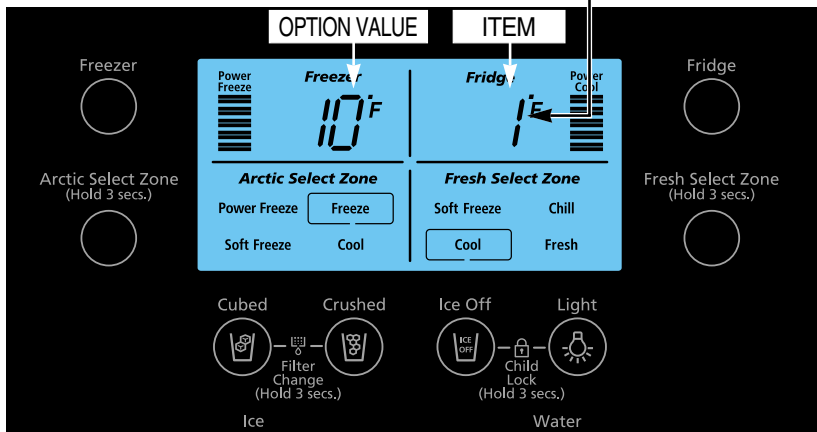 OPTION VALUE ITEM
Freezer
Fridge
Power
Freeze
Freezer
Fridge
Power
Cool
10°F
1°F
Arctic Select Zone
(Hold 3 secs.)
Fresh Select Zone
(Hold 3 secs.)
Arctic Select Zone
Fresh Select Zone
Power Freeze Freeze
Soft Freeze Chill
Soft Freeze Cool
Cool Fresh
Cubed Crushed
Ice Off Light
ICE
OFF
Filter
Change
(Hold 3 secs.)
Child
Lock
(Hold 3 secs.)
Ice
Water